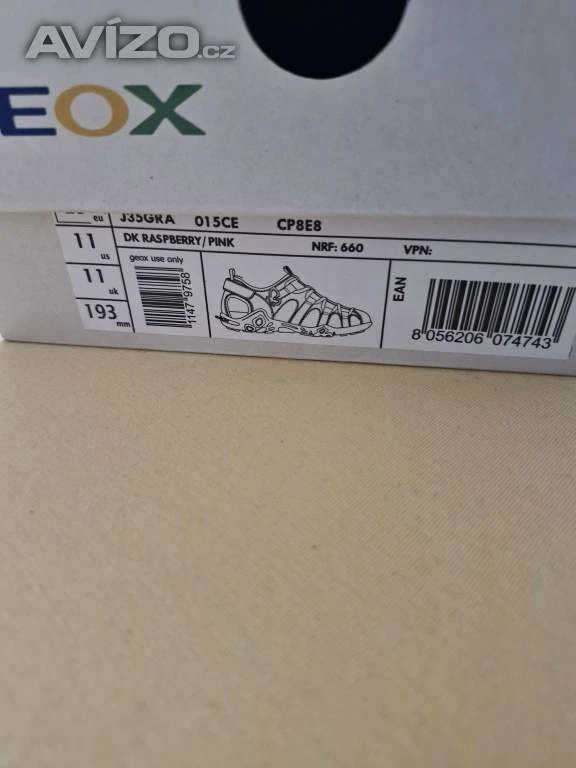 AVÍZO.cz
EOX
eu J35GRA 015CE CP8E8
11 us DK RASPBERRY/PINK NRF: 660 VPN:
geox use only
11 uk
1147 9758
EAN
193 mm
8 056206 074743